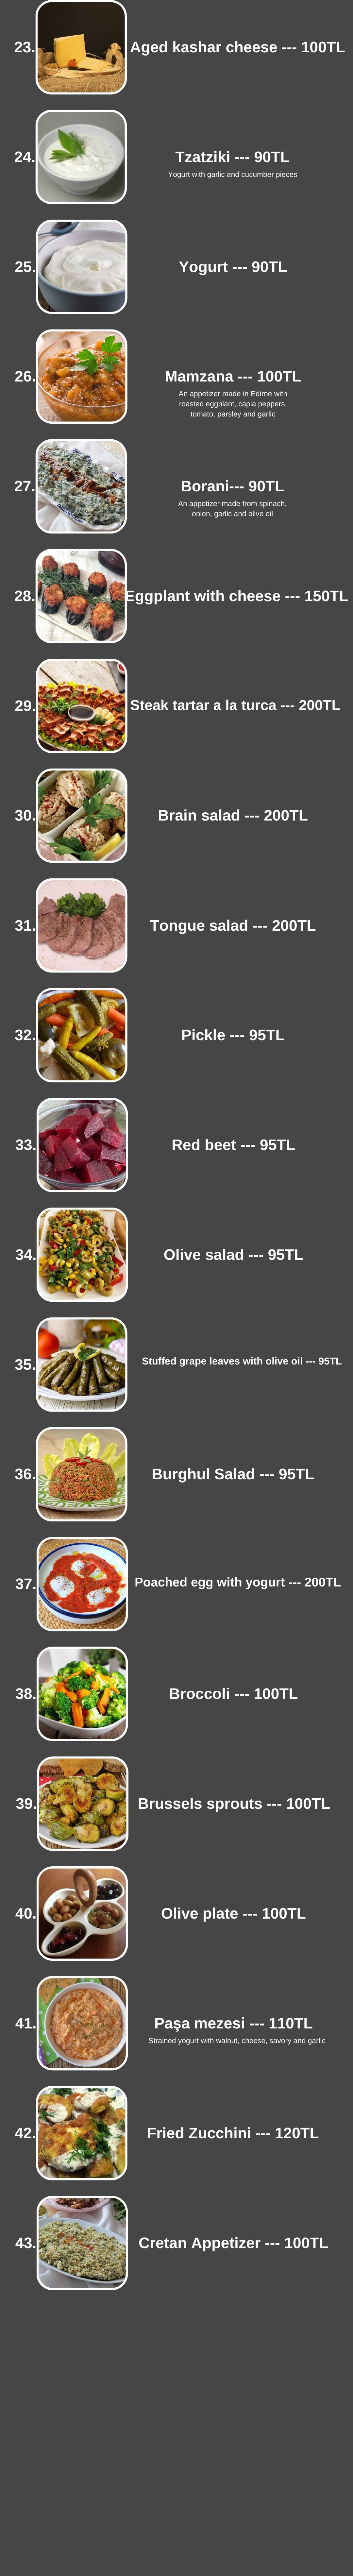 23. Aged kashar cheese --- 100TL
24. Tzatziki --- 90TL
Yogurt with garlic and cucumber pieces
25. Yogurt --- 90TL
26. Mamzana --- 100TL
An appetizer made in Edirne with
roasted eggplant, capia peppers,
tomato, parsley and garlic
27. Borani--- 90TL
An appetizer made from spinach,
onion, garlic and olive oil
28. Eggplant with cheese --- 150TL
29. Steak tartar a la turca --- 200TL
30. Brain salad --- 200TL
31. Tongue salad --- 200TL
32. Pickle --- 95TL
33. Red beet --- 95TL
34. Olive salad --- 95TL
35. Stuffed grape leaves with olive oil --- 95TL
36. Burghul Salad --- 95TL
37. Poached egg with yogurt --- 200TL
38. Broccoli --- 100TL
39. Brussels sprouts --- 100TL
40. Olive plate --- 100TL
41. Paşa mezesi --- 110TL
Strained yogurt with walnut, cheese, savory and garlic
42. Fried Zucchini --- 120TL
43. Cretan Appetizer --- 100TL